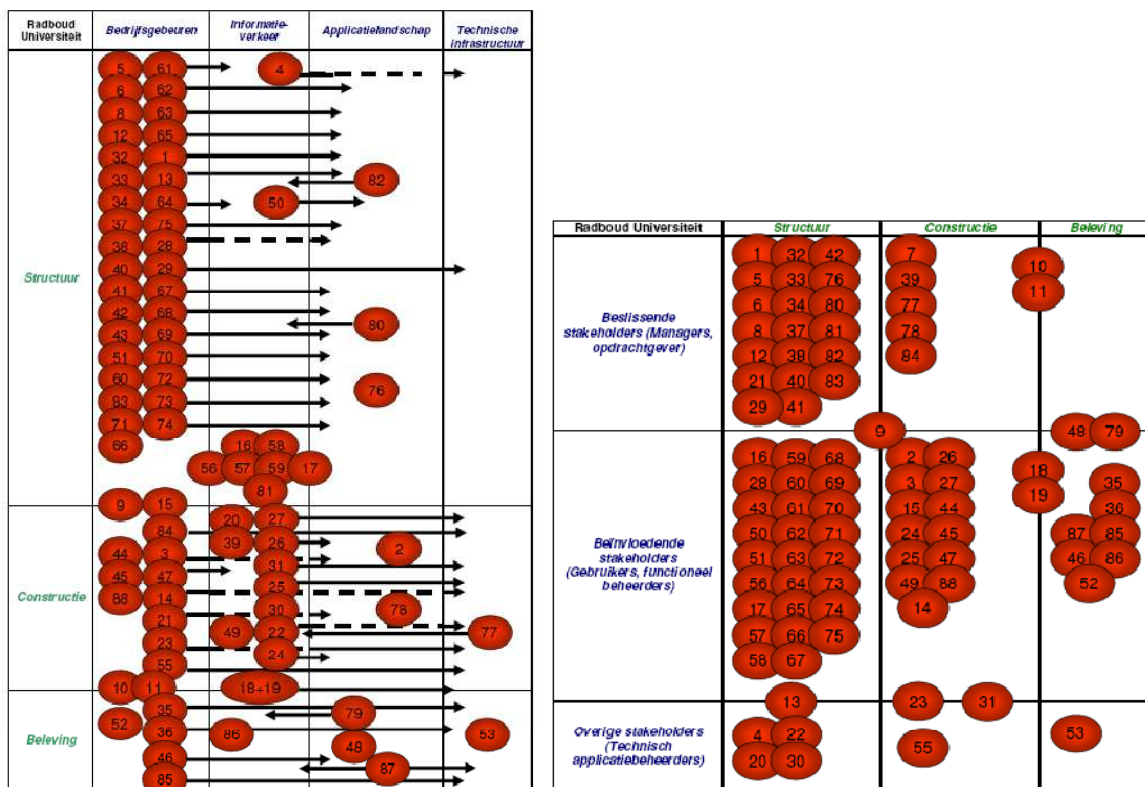 Radboud Universiteit Bedrijfsgebeuren Informatie-verkeer Applicatielandschap Technische infrastructuur
Structuur
5 61 4
6 62
8 63
12 65
32 1
33 13 82
34 64 50
37 75
38 28
40 29
41 67
42 68
43 69 80
51 70
60 72
83 73 76
71 74
66 16 58
56 57 59 17
81
9 15
Constructie
20 27
84
39 26
44 3 2
31
45 47
25
88 14
30 78
21
49 22 77
23
24
55
10 11 18+19
Beleving
35
52 79
36 86 53
48
46
87
85
Radboud Universiteit Structuur Constructie Beleving
Beslissende stakeholders (Managers, opdrachtgever)
1 32 42 7 10
5 33 76 39 11
6 34 80 77
8 37 81 78
12 38 82 84
21 40 83
29 41
9 48 79
Beïnvloedende stakeholders (Gebruikers, functioneel beheerders)
16 59 68 2 26 18
28 60 69 3 27 19 35
43 61 70 15 44 36
50 62 71 24 45 87 85
51 63 72 25 47 46 86
56 64 73 49 88 52
17 65 74 14
57 66 75
58 67
13 23 31
Overige stakeholders (Technisch applicatiebeheerders)
4 22 55 53
20 30